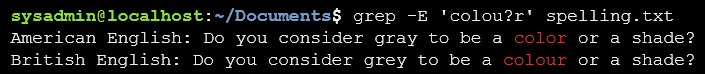 sysadmin@localhost:~/Documents$ grep -E 'colou?r' spelling.txt
American English: Do you consider gray to be a color or a shade?
British English: Do you consider grey to be a colour or a shade?